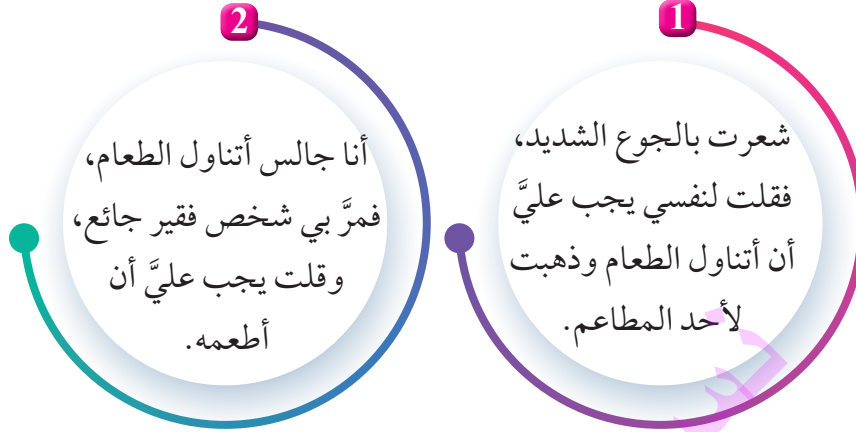 1
شعرت بالجوع الشديد،
فقلت لنفسي يجب عليَّ
أن أتناول الطعام وذهبت
لأحد المطاعم.
2
أنا جالس أتناول الطعام،
فمرَّ بي شخص فقير جائع،
وقلت يجب عليَّ أن
أطعمه.